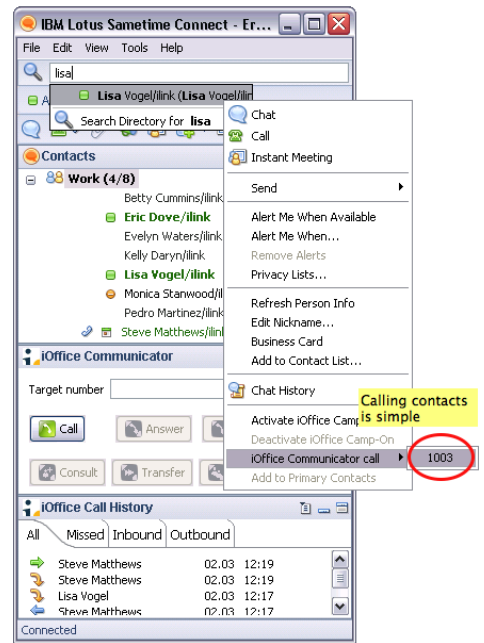 IBM Lotus Sametime Connect - Er...
File Edit View Tools Help
lisa
A
Lisa Vogel/ilink (Lisa Vogel/ilin
Search Directory for lisa
Contacts
Work (4/8)
Betty Cummins/ilink
Eric Dove/ilink
Evelyn Waters/ilink
Kelly Daryn/ilink
Lisa Vogel/ilink
Monica Stanwood/il
Pedro Martinez/ilink
Steve Matthews/ilin
Chat
Call
Instant Meeting
Send
Alert Me When Available
Alert Me When...
Remove Alerts
Privacy Lists...
Refresh Person Info
Edit Nickname...
Business Card
Add to Contact List...
Chat History
Activate iOffice Camp
Deactivate iOffice Camp-On
iOffice Communicator call
1003
Add to Primary Contacts
Calling contacts
is simple
iOffice Communicator
Target number
Call Answer
Consult Transfer
iOffice Call History
All Missed Inbound Outbound
Steve Matthews 02.03 12:19
Steve Matthews 02.03 12:19
Lisa Vogel 02.03 12:17
Steve Matthews 02.03 12:17
Connected